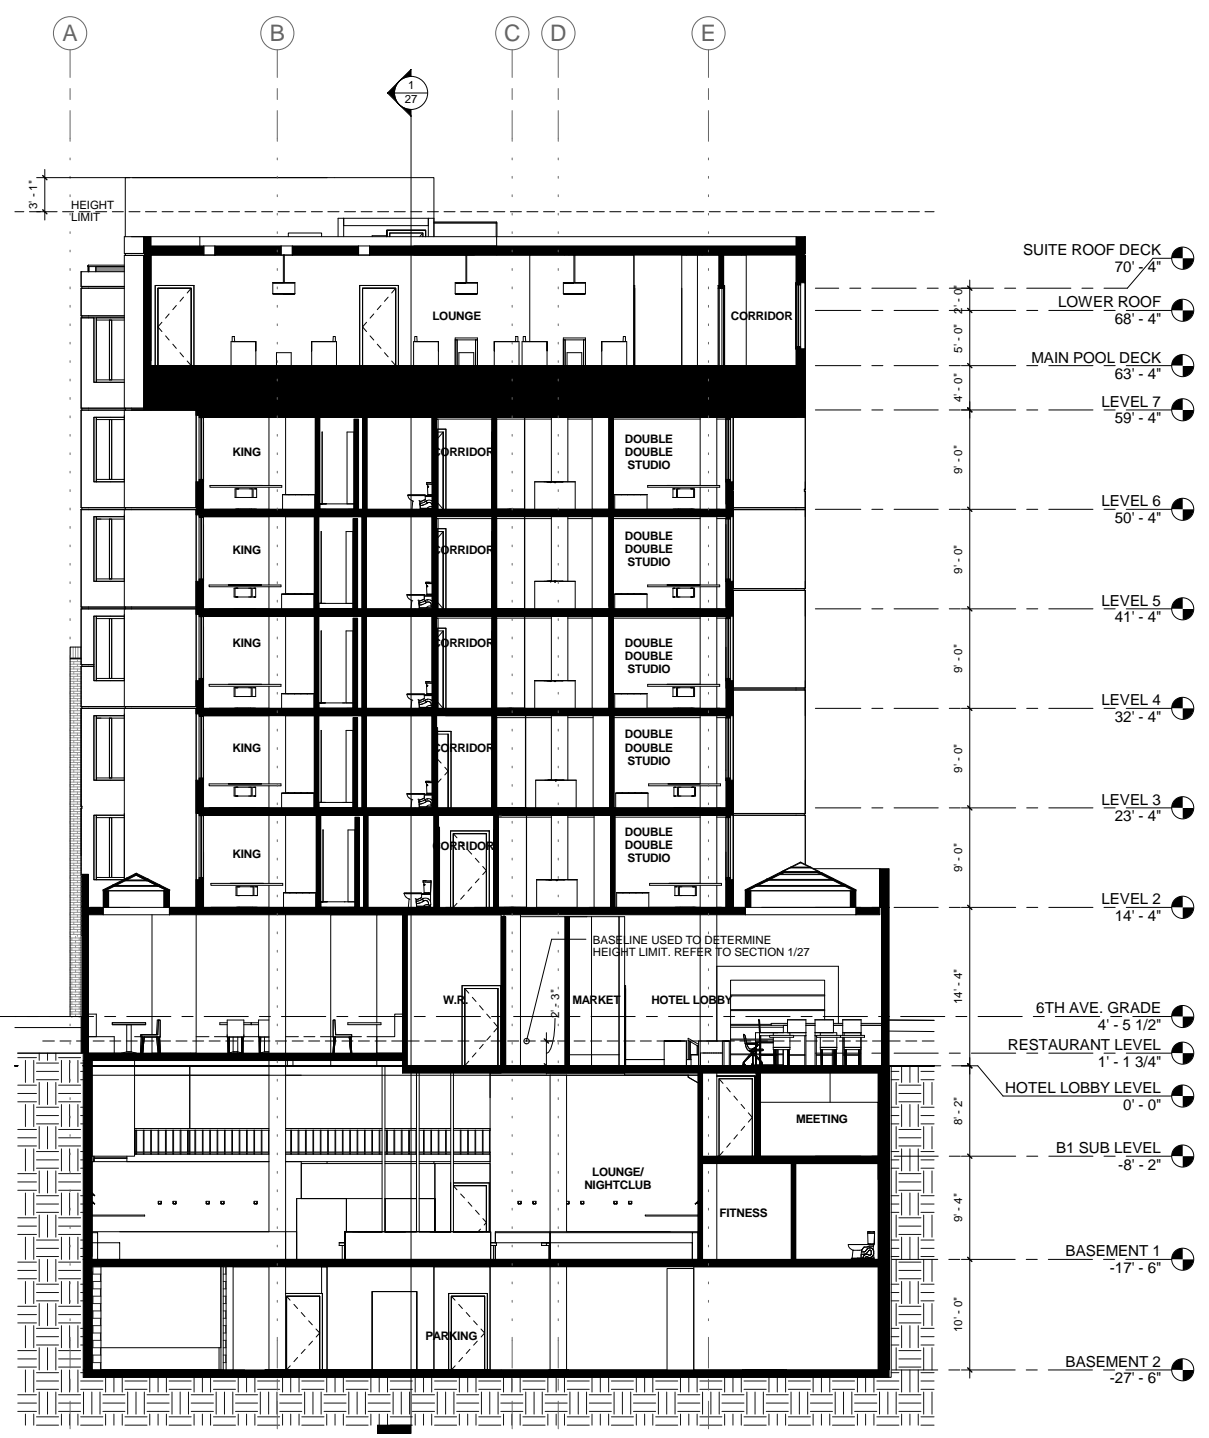 A
B
C
D
E
1
27
3' - 1"
HEIGHT
LIMIT
SUITE ROOF DECK
70' - 4"
2' - 0"
LOWER ROOF
68' - 4"
LOUNGE
CORRIDOR
5' - 0"
MAIN POOL DECK
63' - 4"
4' - 0"
LEVEL 7
59' - 4"
KING
CORRIDOR
DOUBLE
DOUBLE
STUDIO
9' - 0"
LEVEL 6
50' - 4"
KING
CORRIDOR
DOUBLE
DOUBLE
STUDIO
9' - 0"
LEVEL 5
41' - 4"
KING
CORRIDOR
DOUBLE
DOUBLE
STUDIO
9' - 0"
LEVEL 4
32' - 4"
KING
CORRIDOR
DOUBLE
DOUBLE
STUDIO
9' - 0"
LEVEL 3
23' - 4"
KING
CORRIDOR
DOUBLE
DOUBLE
STUDIO
9' - 0"
LEVEL 2
14' - 4"
BASELINE USED TO DETERMINE
HEIGHT LIMIT. REFER TO SECTION 1/27
W.R.
2' - 3"
MARKET
HOTEL LOBBY
14' - 4"
6TH AVE. GRADE
4' - 5 1/2"
RESTAURANT LEVEL
1' - 1 3/4"
HOTEL LOBBY LEVEL
0' - 0"
MEETING
8' - 2"
B1 SUB LEVEL
-8' - 2"
LOUNGE/
NIGHTCLUB
FITNESS
9' - 4"
BASEMENT 1
-17' - 6"
PARKING
10' - 0"
BASEMENT 2
-27' - 6"